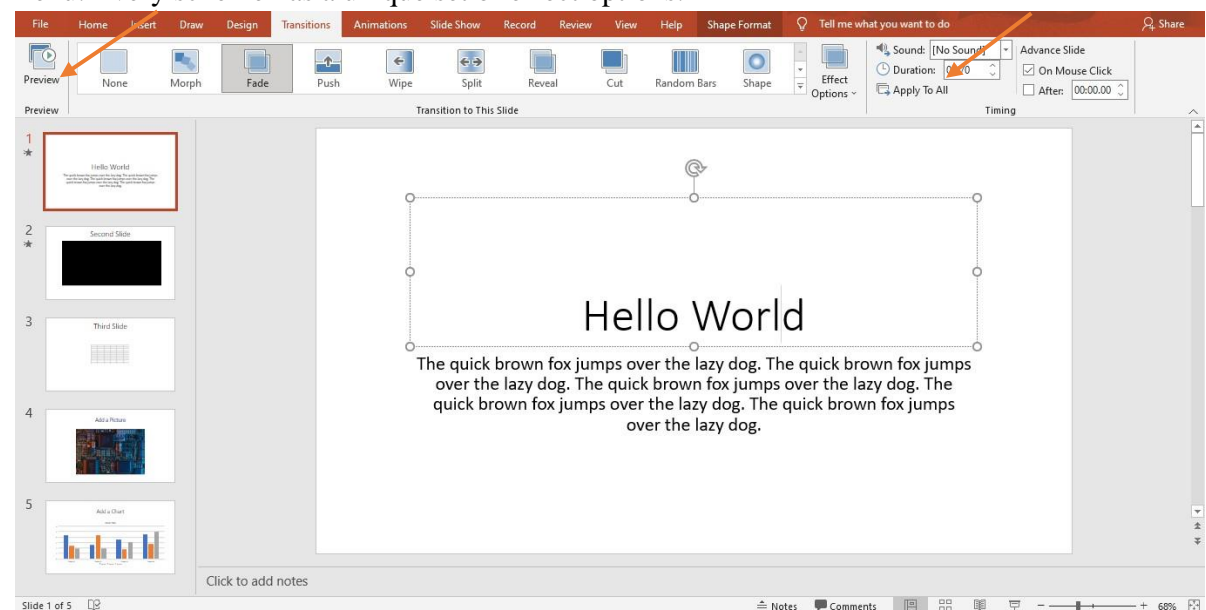 File Home Insert Draw Design Transitions Animations Slide Show Record Review View Help Shape Format Tell me what you want to do Share
Preview None Morph Fade Push Wipe Split Reveal Cut Random Bars Shape Effect Options
Sound: [No Sound]
Duration:
Apply To All
Advance Slide
On Mouse Click
After: 00:00.00
Preview Transition to This Slide Timing
1
Hello World
2
Second Slide
3
Third Slide
4
Add a Picture
5
Add a Chart
Hello World
The quick brown fox jumps over the lazy dog. The quick brown fox jumps
over the lazy dog. The quick brown fox jumps over the lazy dog. The
quick brown fox jumps over the lazy dog. The quick brown fox jumps
over the lazy dog.
Click to add notes
Slide 1 of 5 Notes Comments 68%